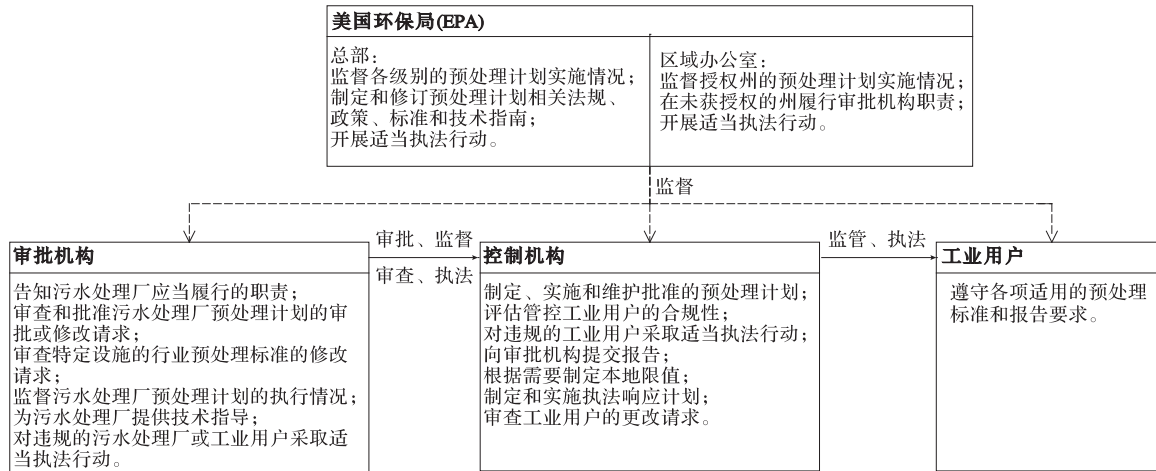 美国环保局(EPA)
总部：
监督各级别的预处理计划实施情况；
制定和修订预处理计划相关法规、
政策、标准和技术指南；
开展适当执法行动。
区域办公室：
监督授权州的预处理计划实施情况；
在未获授权的州履行审批机构职责；
开展适当执法行动。
监督
审批机构
告知污水处理厂应当履行的职责；
审查和批准污水处理厂预处理计划的审
批或修改请求；
审查特定设施的行业预处理标准的修改
请求；
监督污水处理厂预处理计划的执行情况；
为污水处理厂提供技术指导；
对违规的污水处理厂或工业用户采取适
当执法行动。
审批、监督
审查、执法
控制机构
制定、实施和维护批准的预处理计划；
评估管控工业用户的合规性；
对违规的工业用户采取适当执法行动；
向审批机构提交报告；
根据需要制定本地限值；
制定和实施执法响应计划；
审查工业用户的更改请求。
监管、执法
工业用户
遵守各项适用的预处理
标准和报告要求。